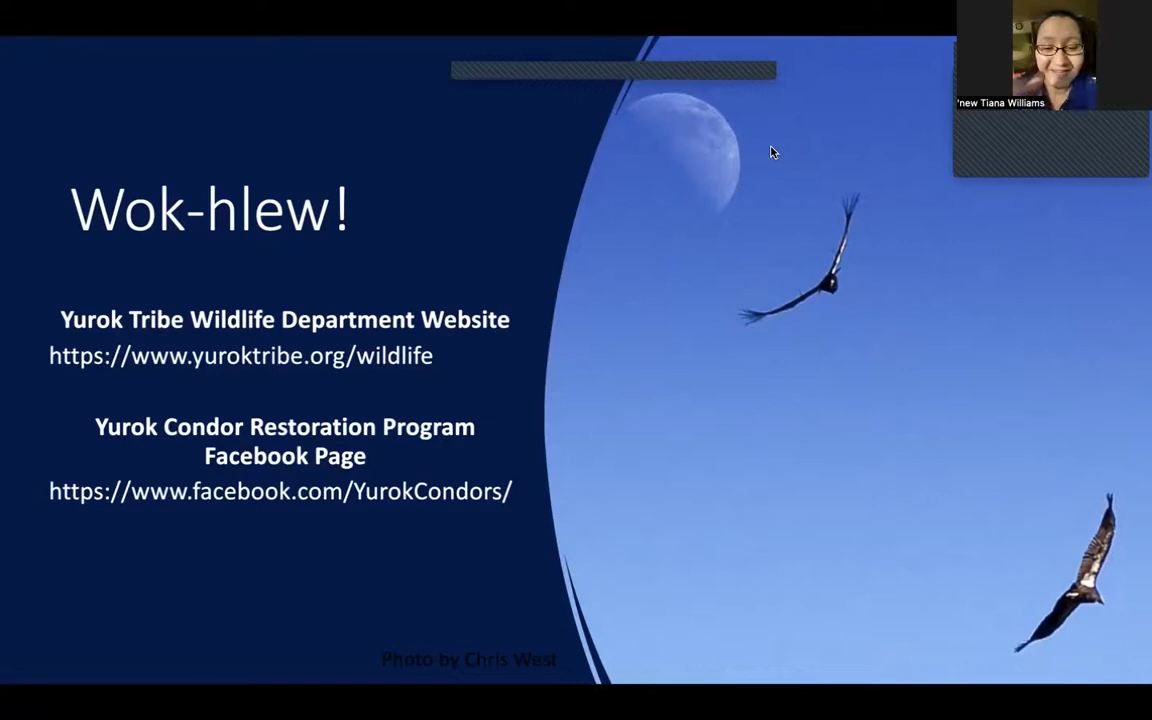 'new Tiana Williams
Wok-hlew!
Yurok Tribe Wildlife Department Website
https://www.yuroktribe.org/wildlife
Yurok Condor Restoration Program
Facebook Page
https://www.facebook.com/YurokCondors/
Photo by Chris West